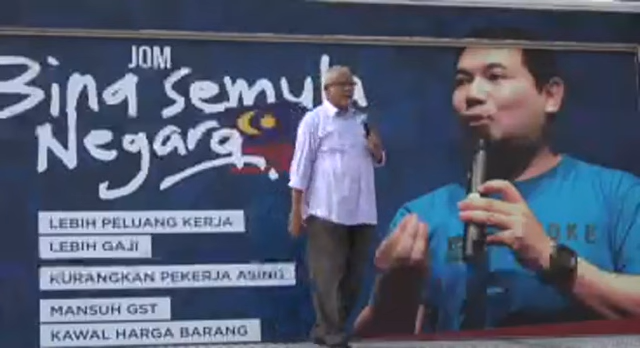 JOM
Bina Semula
Negara.
LEBIH PELUANG KERJA
LEBIH GAJI
KURANGKAN PEKERJA ASING
MANSUH GST
KAWAL HARGA BARANG